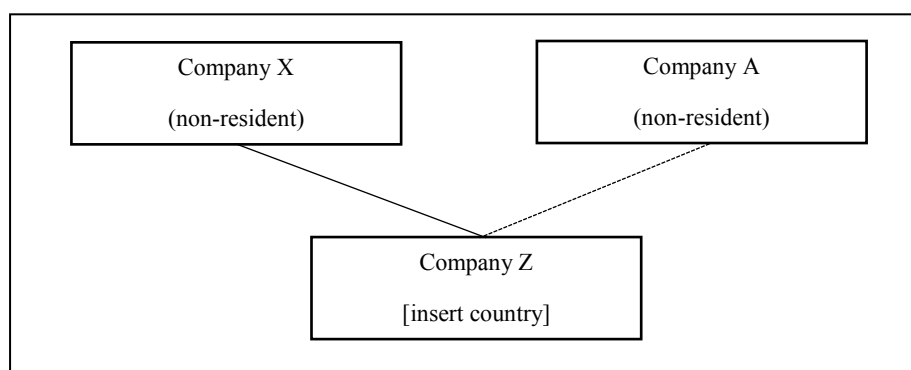 Company X
(non-resident)
Company A
(non-resident)
Company Z
[insert country]